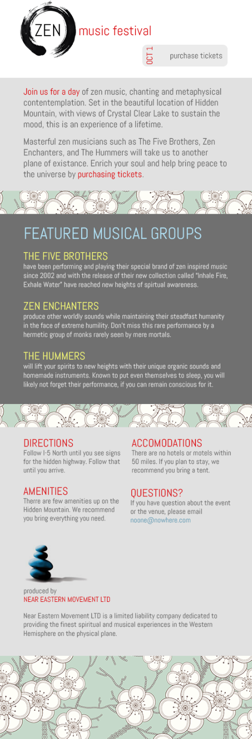 ZEN music festival
OCT 1
purchase tickets
Join us for a day of zen music, chanting and metaphysical
contemptation. Set in the beautiful location of Hidden
Mountain, with views of Crystal Clear Lake to sustain the
mood, this is an experience of a lifetime.
Masterful zen musicians such as The Five Brothers, Zen
Enchanters, and The Hummers will take us to another
plane of existance. Enrich your soul and help bring peace to
the universe by purchasing tickets.
FEATURED MUSICAL GROUPS
THE FIVE BROTHERS
have been performing and playing their special brand of zen inspired music
since 2002 and with the release of their new collection called "Inhale Fire,
Exhale Water" have reached new heights of spirtual awareness.
ZEN ENCHANTERS
produce other worldly sounds while maintaining their steadfast humanity
in the face of extreme humility. Don't miss this rare performance by a
hermetic group of monks rarely seen by mere mortals.
THE HUMMERS
will lift your spirits to new heights with their unique organic sounds and
homemade instruments. Known to put even themselves to sleep, you will
likely not forget their performance, if you can remain conscious for it.
DIRECTIONS
Follow I-5 North until you see signs
for the hidden highway. Follow that
until you arrive.
ACCOMODATIONS
There are no hotels or motels within
50 miles. If you plan to stay, we
recommend you bring a tent.
AMENITIES
There are few amenities up on the
Hidden Mountain. We recommend
you bring everything you need.
QUESTIONS?
If you have question about the event
or the venue, please email
noone@nowhere.com
produced by
NEAR EASTERN MOVEMENT LTD
Near Eastern Movement LTD is a limited liability company dedicated to
providing the finest spiritual and musical experiences in the Western
Hemisphere on the physical plane.